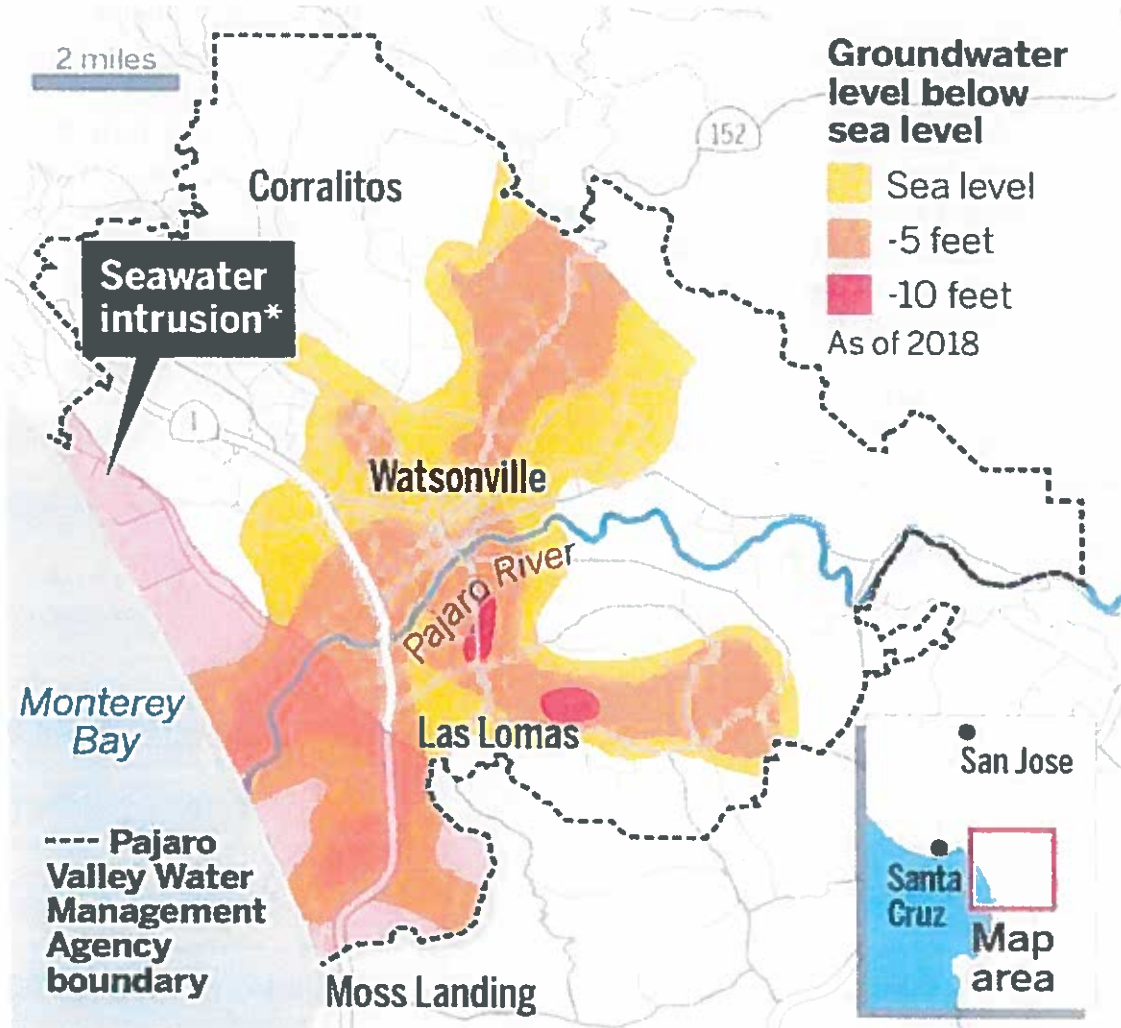 2 miles
Groundwater
level below
sea level
Sea level
-5 feet
-10 feet
As of 2018
152
Corralitos
Seawater
intrusion*
1
Watsonville
Pajaro River
Monterey
Bay
Las Lomas
San Jose
Santa
Cruz
Map
area
---- Pajaro
Valley Water
Management
Agency
boundary
Moss Landing